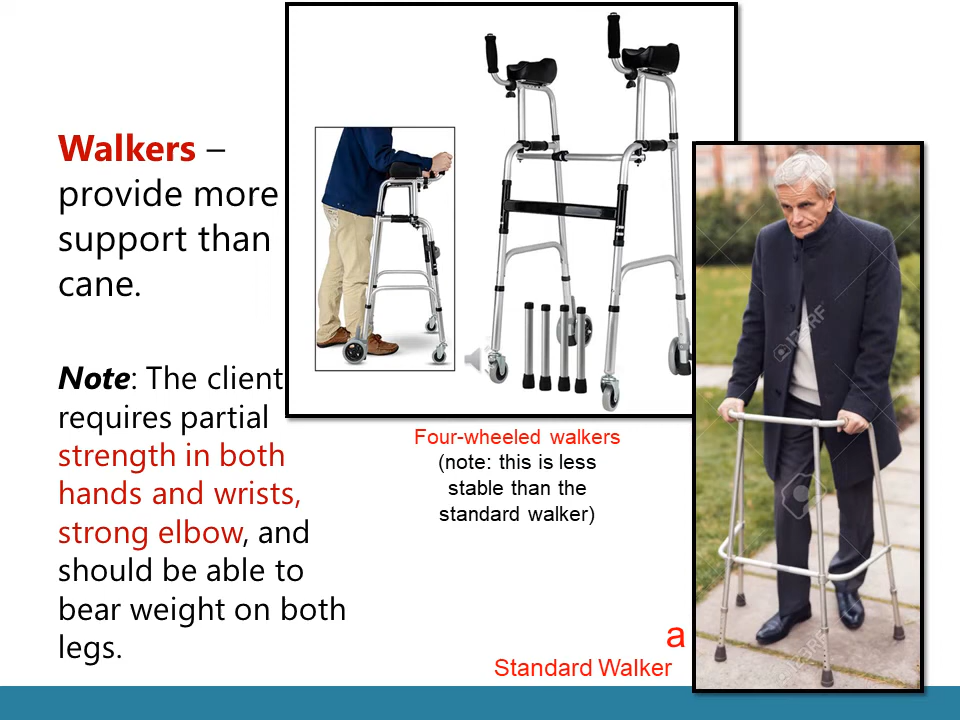 Walkers –
provide more
support than
cane.
Note: The client
requires partial
strength in both
hands and wrists,
strong elbow, and
should be able to
bear weight on both
legs.
Four-wheeled walkers
(note: this is less
stable than the
standard walker)
a
Standard Walker
123RF
123RF